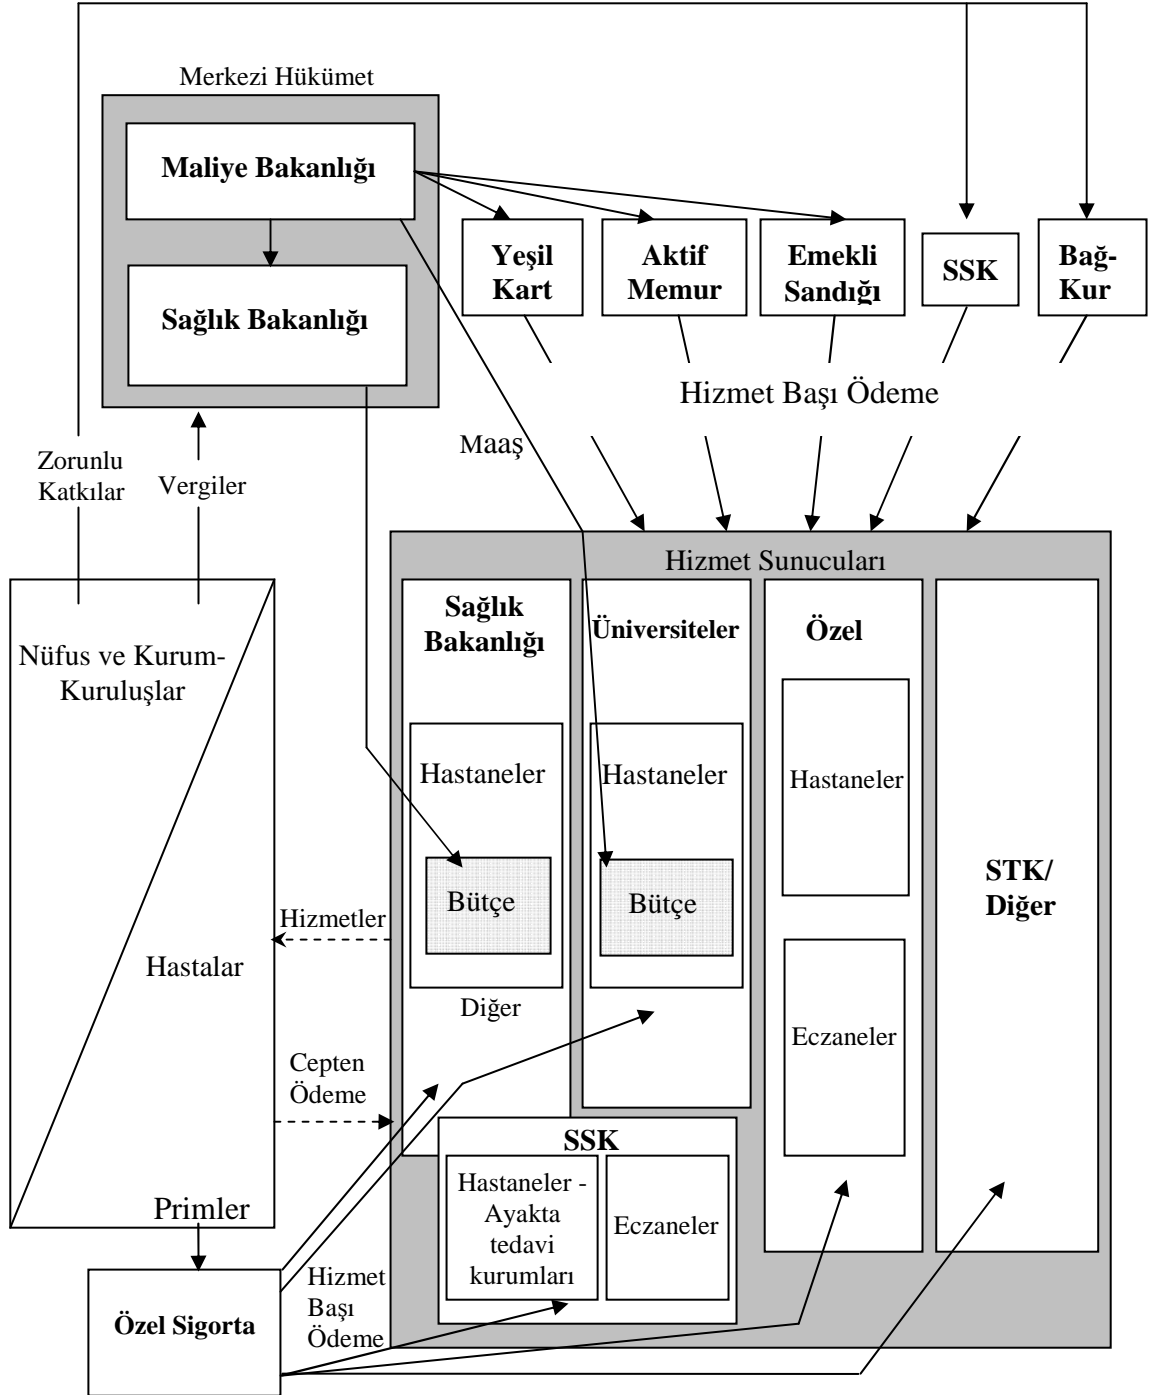 Merkezi Hükümet
Maliye Bakanlığı
Sağlık Bakanlığı
Yeşil
Kart
Aktif
Memur
Emekli
Sandığı
SSK
Bağ-
Kur
Hizmet Başı Ödeme
Maaş
Zorunlu
Katkılar
Vergiler
Hizmet Sunucuları
Nüfus ve Kurum-
Kuruluşlar
Hastalar
Sağlık
Bakanlığı
Hastaneler
Bütçe
Diğer
Üniversiteler
Hastaneler
Bütçe
Özel
Hastaneler
Eczaneler
STK/
Diğer
Hizmetler
Cepten
Ödeme
SSK
Hastaneler -
Ayakta
tedavi
kurumları
Eczaneler
Primler
Özel Sigorta
Hizmet
Başı
Ödeme